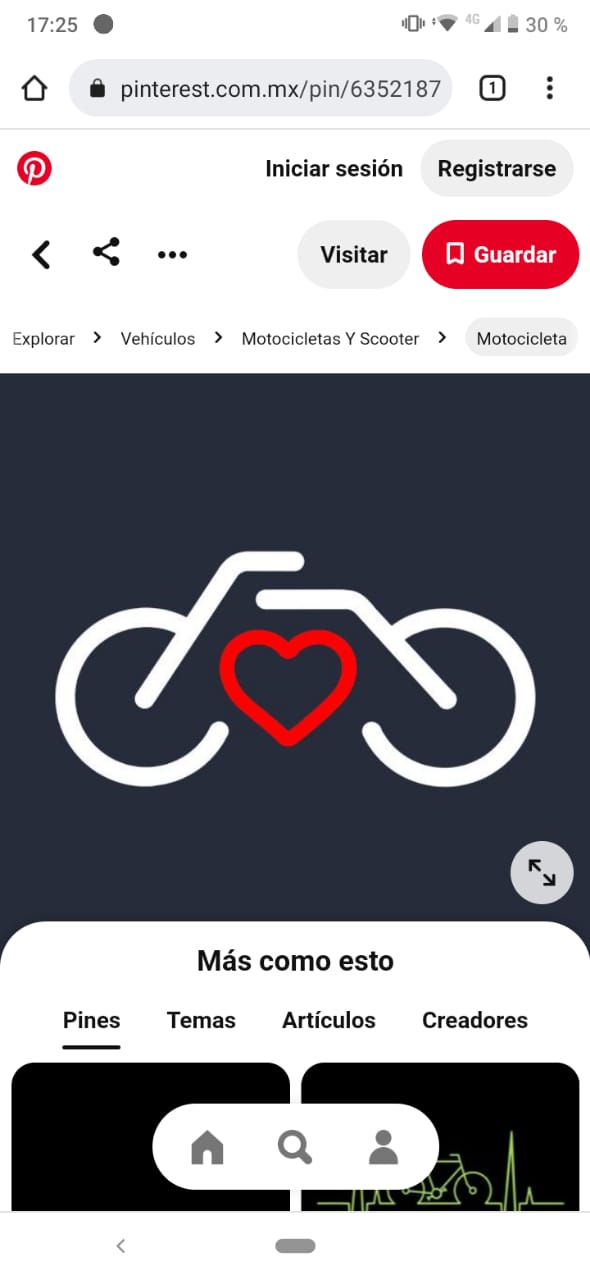 17:25 4G 30 %
pinterest.com.mx/pin/6352187 1
Iniciar sesión Registrarse
Visitar Guardar
Explorar > Vehículos > Motocicletas Y Scooter > Motocicleta
Más como esto
Pines Temas Artículos Creadores